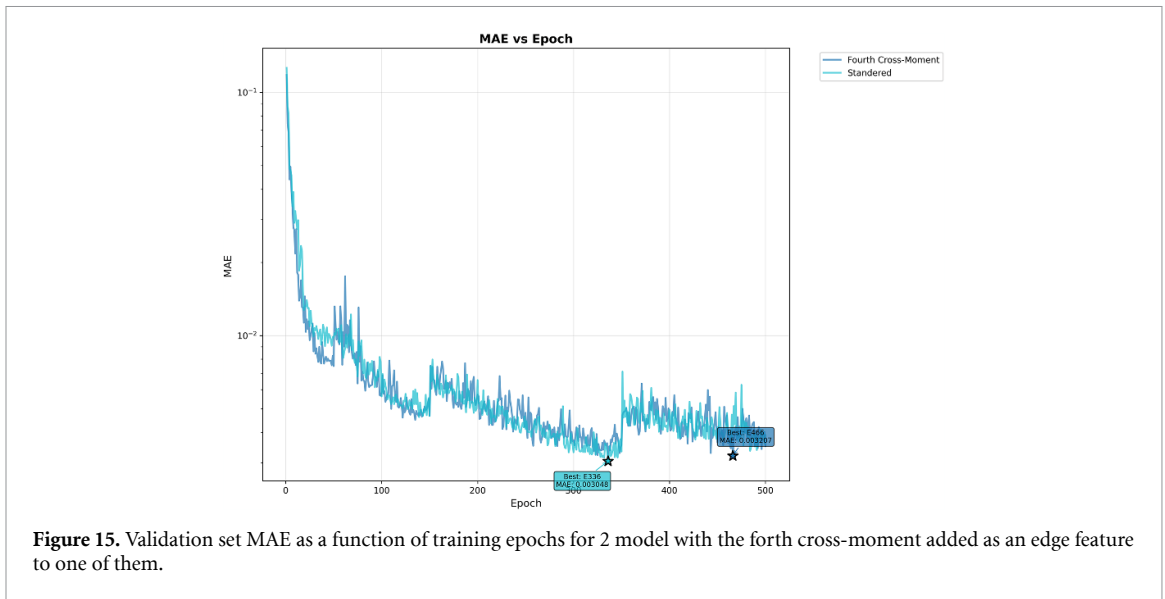 MAE vs Epoch
Fourth Cross-Moment
Standered
10⁻¹
MAE
10⁻²
Best: E466
MAE: 0.003207
Best: E336
MAE: 0.003048
0
100
200
300
400
500
Epoch
Figure 15. Validation set MAE as a function of training epochs for 2 model with the forth cross-moment added as an edge feature
to one of them.